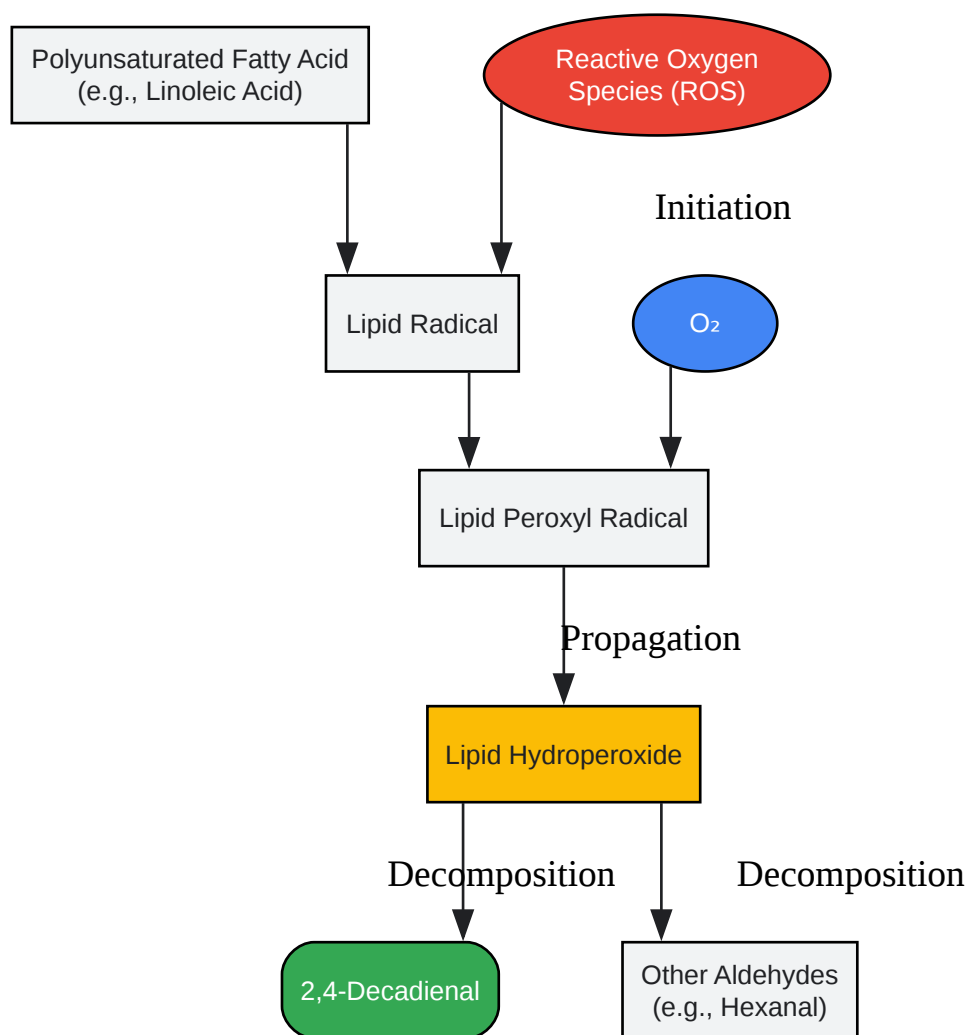 Polyunsaturated Fatty Acid
(e.g., Linoleic Acid)
Reactive Oxygen
Species (ROS)
Initiation
Lipid Radical
O₂
Lipid Peroxyl Radical
Propagation
Lipid Hydroperoxide
Decomposition
Decomposition
2,4-Decadienal
Other Aldehydes
(e.g., Hexanal)